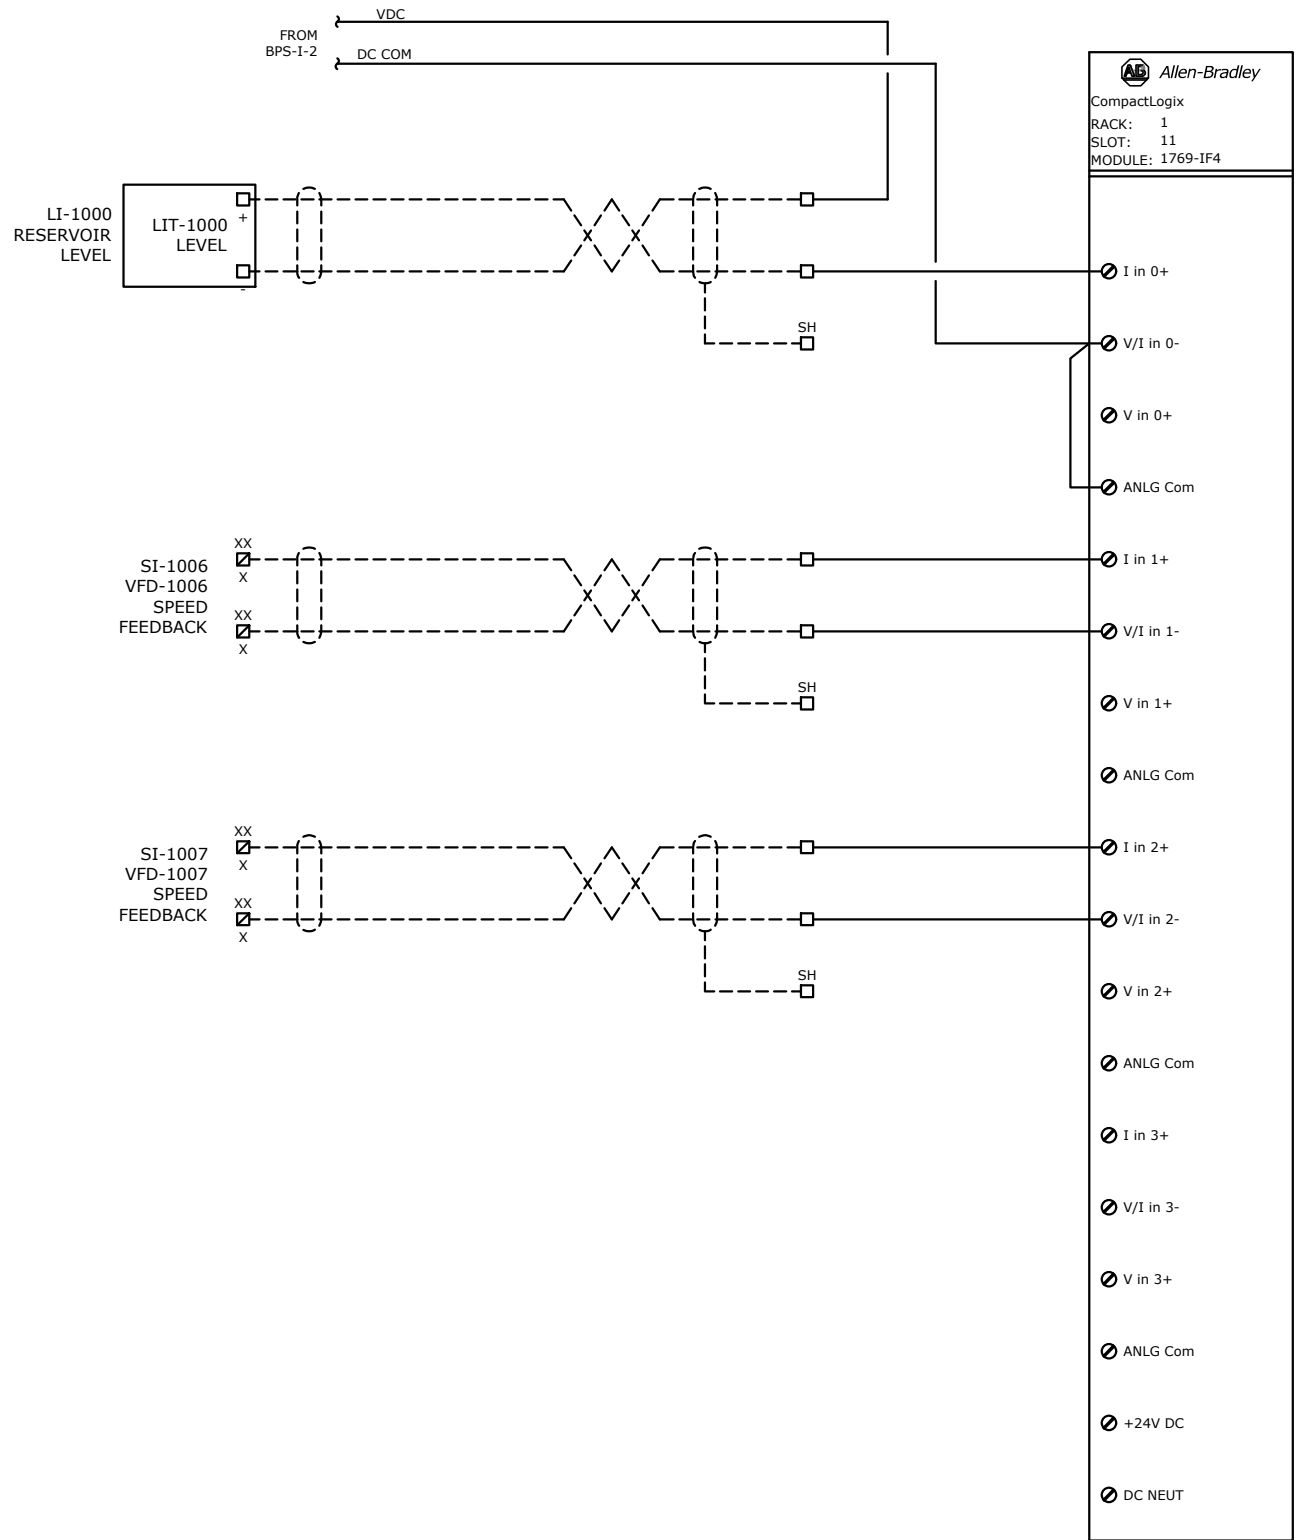 VDC
FROM
BPS-I-2
DC COM
AB Allen-Bradley
CompactLogix
RACK: 1
SLOT: 11
MODULE: 1769-IF4
LI-1000
RESERVOIR
LEVEL
LIT-1000
LEVEL
+
-
SH
I in 0+
V/I in 0-
V in 0+
ANLG Com
SI-1006
VFD-1006
SPEED
FEEDBACK
XX
X
XX
X
SH
I in 1+
V/I in 1-
V in 1+
ANLG Com
SI-1007
VFD-1007
SPEED
FEEDBACK
XX
X
XX
X
SH
I in 2+
V/I in 2-
V in 2+
ANLG Com
I in 3+
V/I in 3-
V in 3+
ANLG Com
+24V DC
DC NEUT